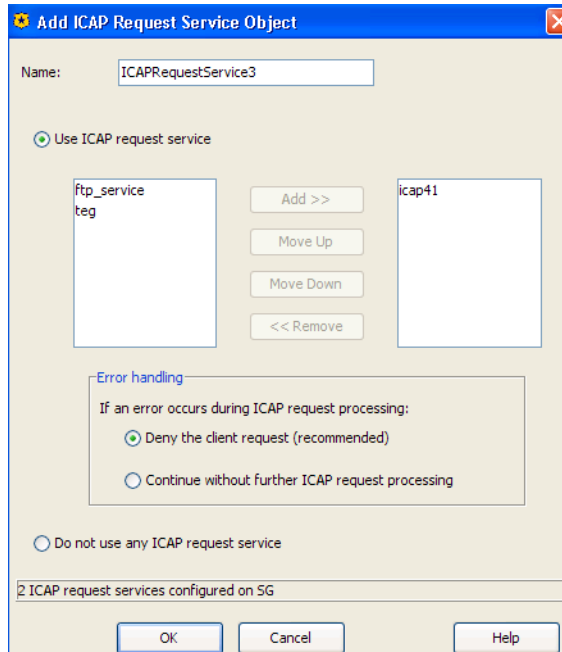 Add ICAP Request Service Object
Name: ICAPRequestService3
Use ICAP request service
ftp_service
teg
Add >>
Move Up
Move Down
<< Remove
icap41
Error handling
If an error occurs during ICAP request processing:
Deny the client request (recommended)
Continue without further ICAP request processing
Do not use any ICAP request service
2 ICAP request services configured on SG
OK Cancel Help